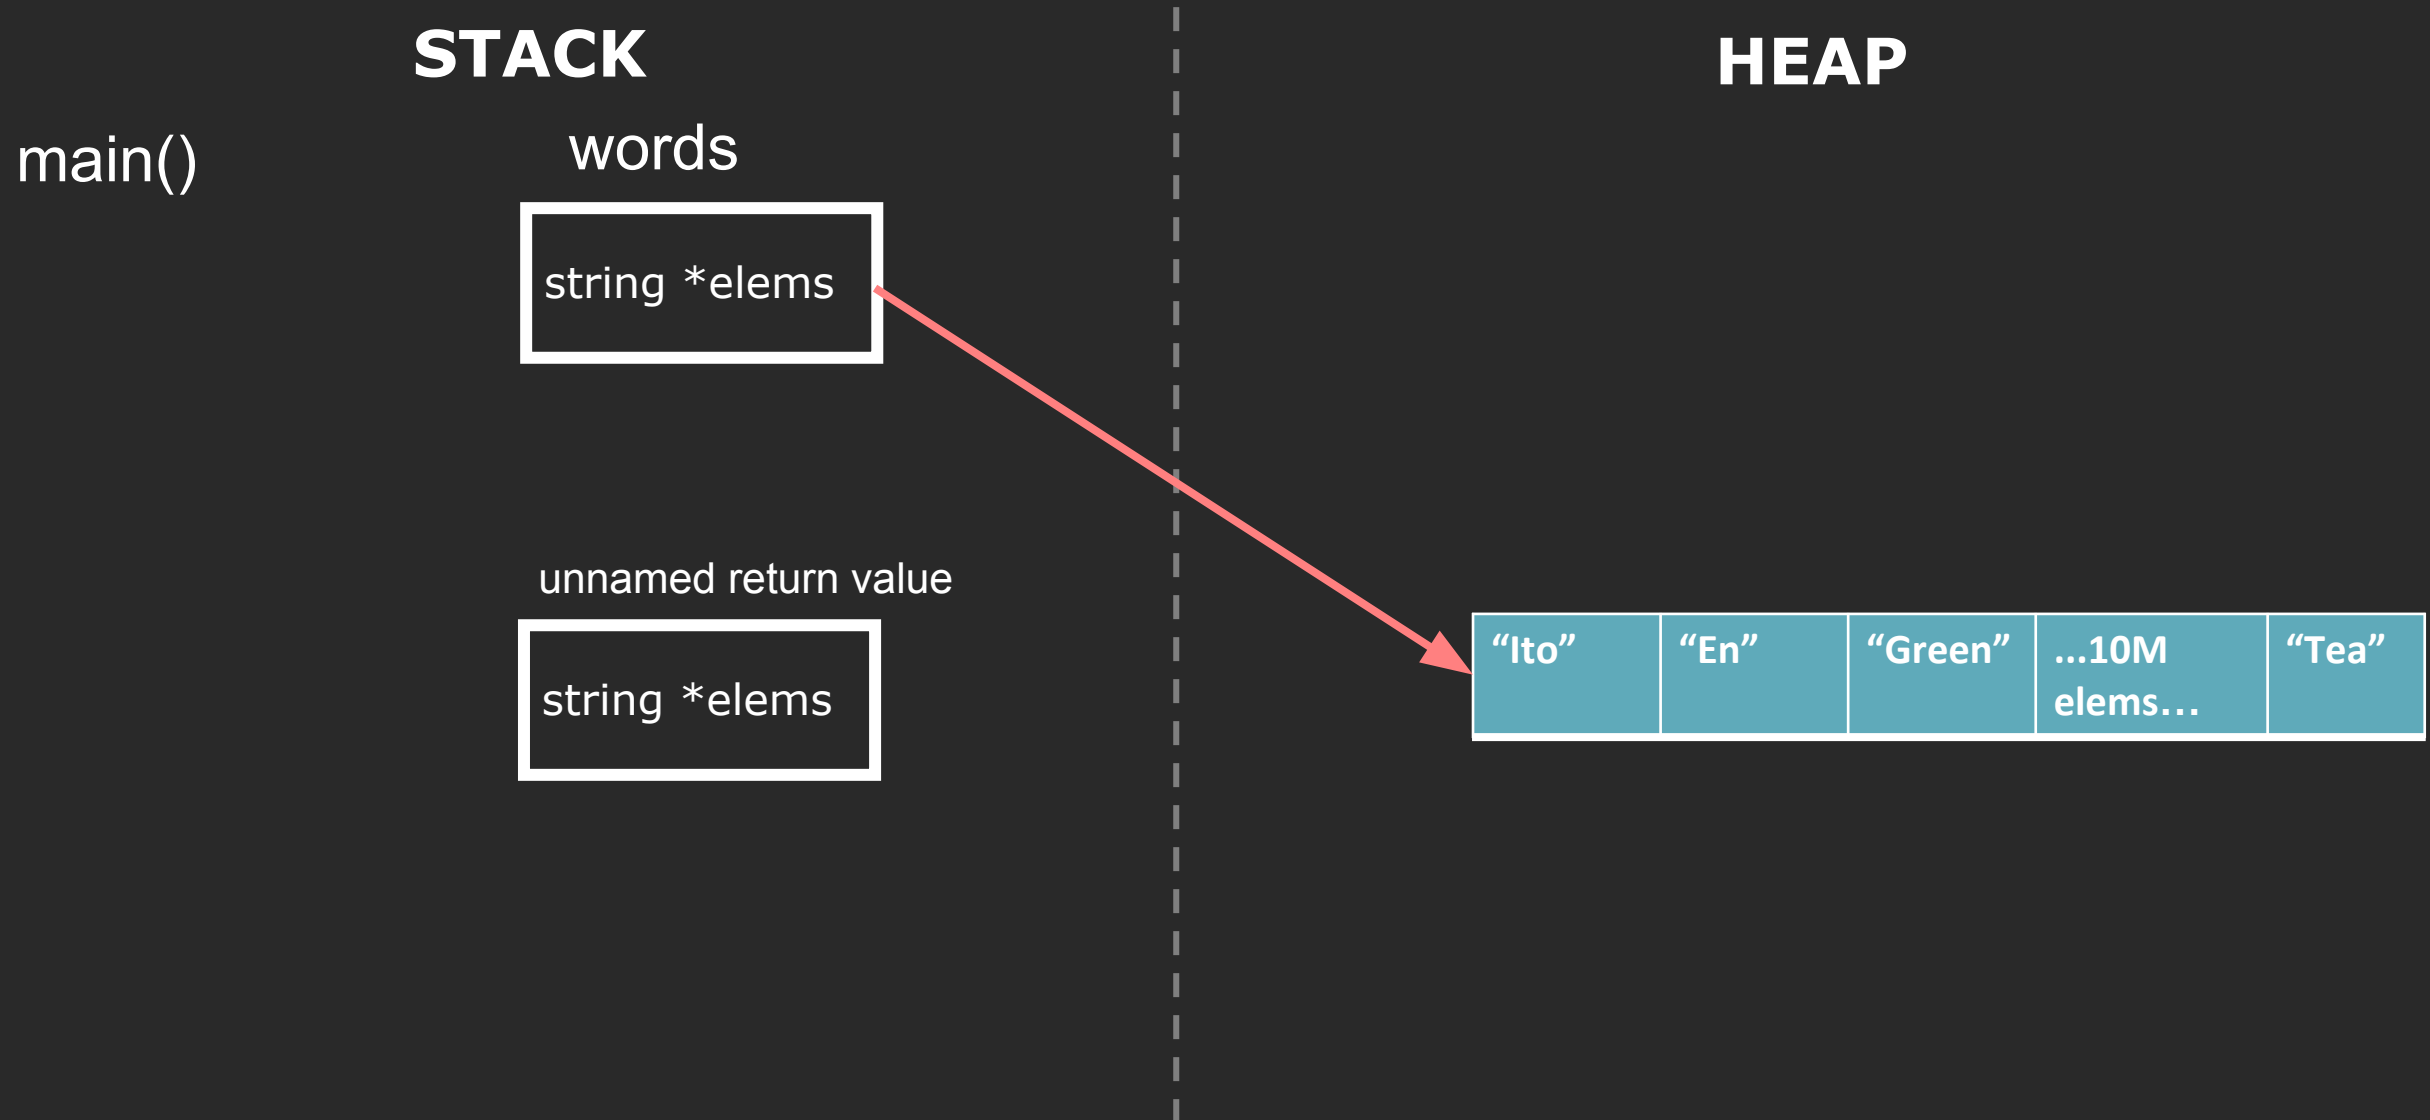 STACK
HEAP
main()
words
string *elems
unnamed return value
string *elems
“Ito”
“En”
“Green”
...10M
elems…
“Tea”